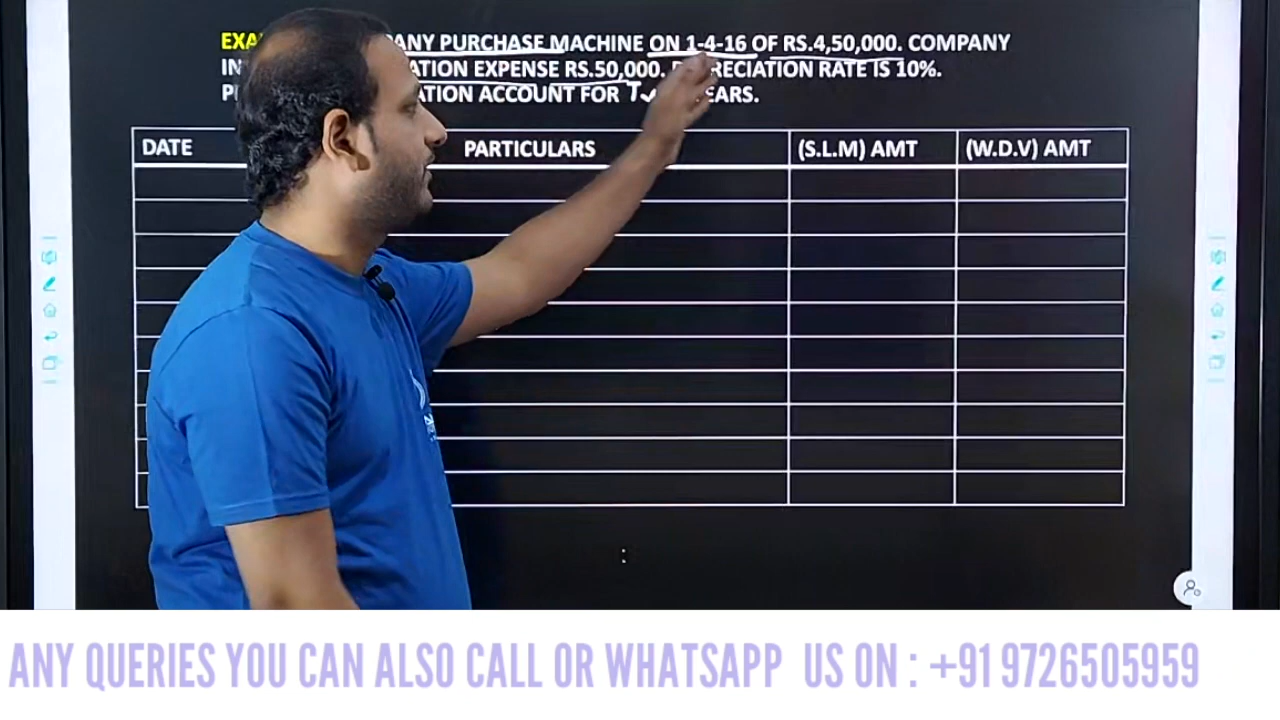 EXA ANY PURCHASE MACHINE ON 1-4-16 OF RS.4,50,000. COMPANY
IN ATION EXPENSE RS.50,000. RECIATION RATE IS 10%.
ATION ACCOUNT FOR EARS.
DATE PARTICULARS (S.L.M) AMT (W.D.V) AMT
ANY QUERIES YOU CAN ALSO CALL OR WHATSAPP US ON : +91 9726505959